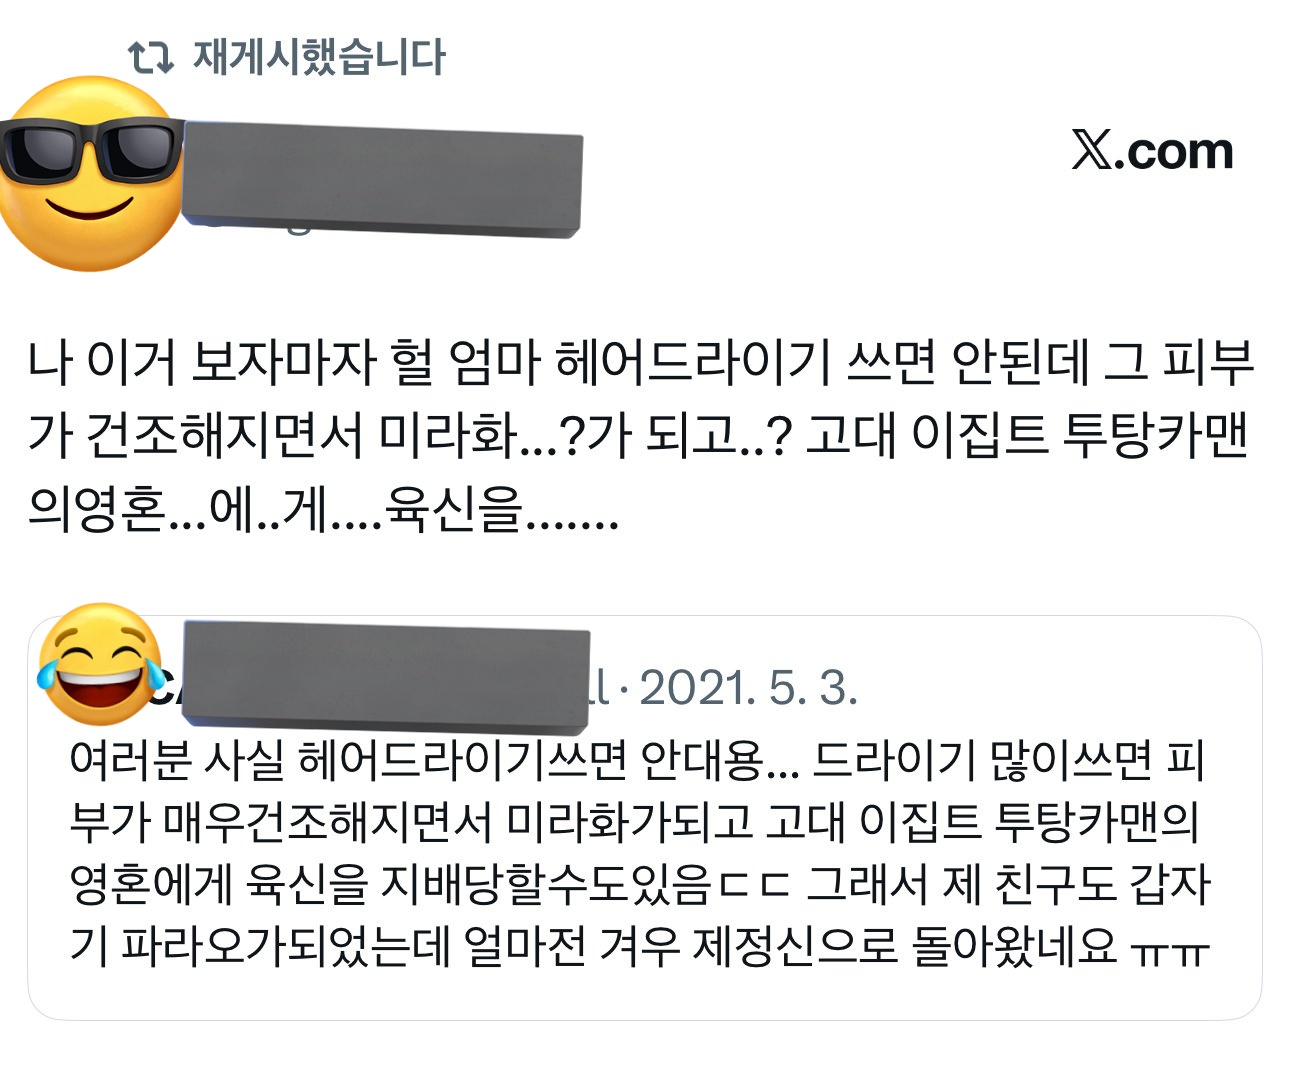 재게시했습니다
X.com
나 이거 보자마자 헐 엄마 헤어드라이기 쓰면 안된데 그 피부
가 건조해지면서 미라화...?가 되고..? 고대 이집트 투탕카맨
의영혼...에..게....육신을.......
· 2021. 5. 3.
여러분 사실 헤어드라이기쓰면 안대용... 드라이기 많이쓰면 피
부가 매우건조해지면서 미라화가되고 고대 이집트 투탕카맨의
영혼에게 육신을 지배당할수도있음ㄷㄷ 그래서 제 친구도 갑자
기 파라오가되었는데 얼마전 겨우 제정신으로 돌아왔네요 ㅠㅠ